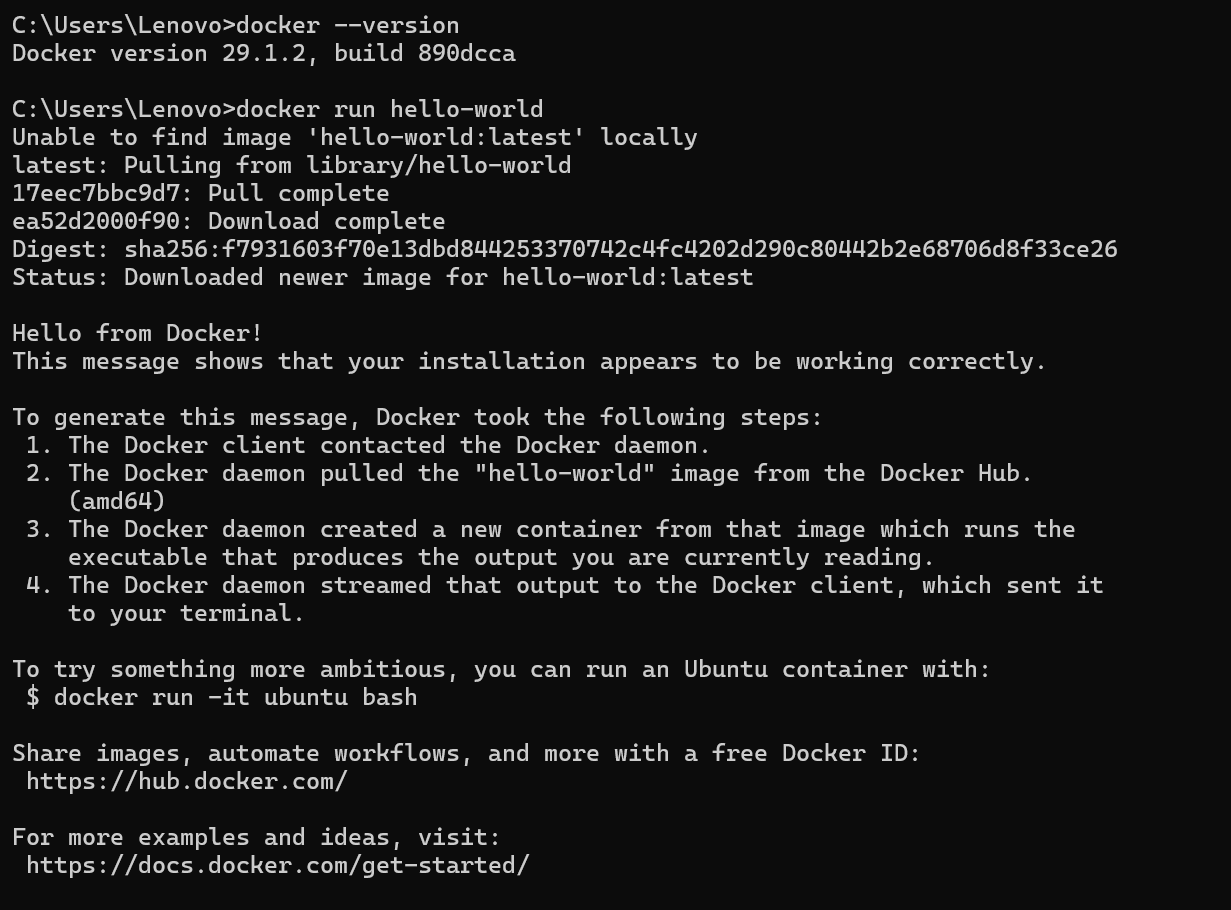 C:\Users\Lenovo>docker --version
Docker version 29.1.2, build 890dcca
C:\Users\Lenovo>docker run hello-world
Unable to find image 'hello-world:latest' locally
latest: Pulling from library/hello-world
17eec7bbc9d7: Pull complete
ea52d2000f90: Download complete
Digest: sha256:f7931603f70e13dbd844253370742c4fc4202d290c80442b2e68706d8f33ce26
Status: Downloaded newer image for hello-world:latest
Hello from Docker!
This message shows that your installation appears to be working correctly.
To generate this message, Docker took the following steps:
 1. The Docker client contacted the Docker daemon.
 2. The Docker daemon pulled the "hello-world" image from the Docker Hub.
    (amd64)
 3. The Docker daemon created a new container from that image which runs the
    executable that produces the output you are currently reading.
 4. The Docker daemon streamed that output to the Docker client, which sent it
    to your terminal.
To try something more ambitious, you can run an Ubuntu container with:
 $ docker run -it ubuntu bash
Share images, automate workflows, and more with a free Docker ID:
 https://hub.docker.com/
For more examples and ideas, visit:
 https://docs.docker.com/get-started/